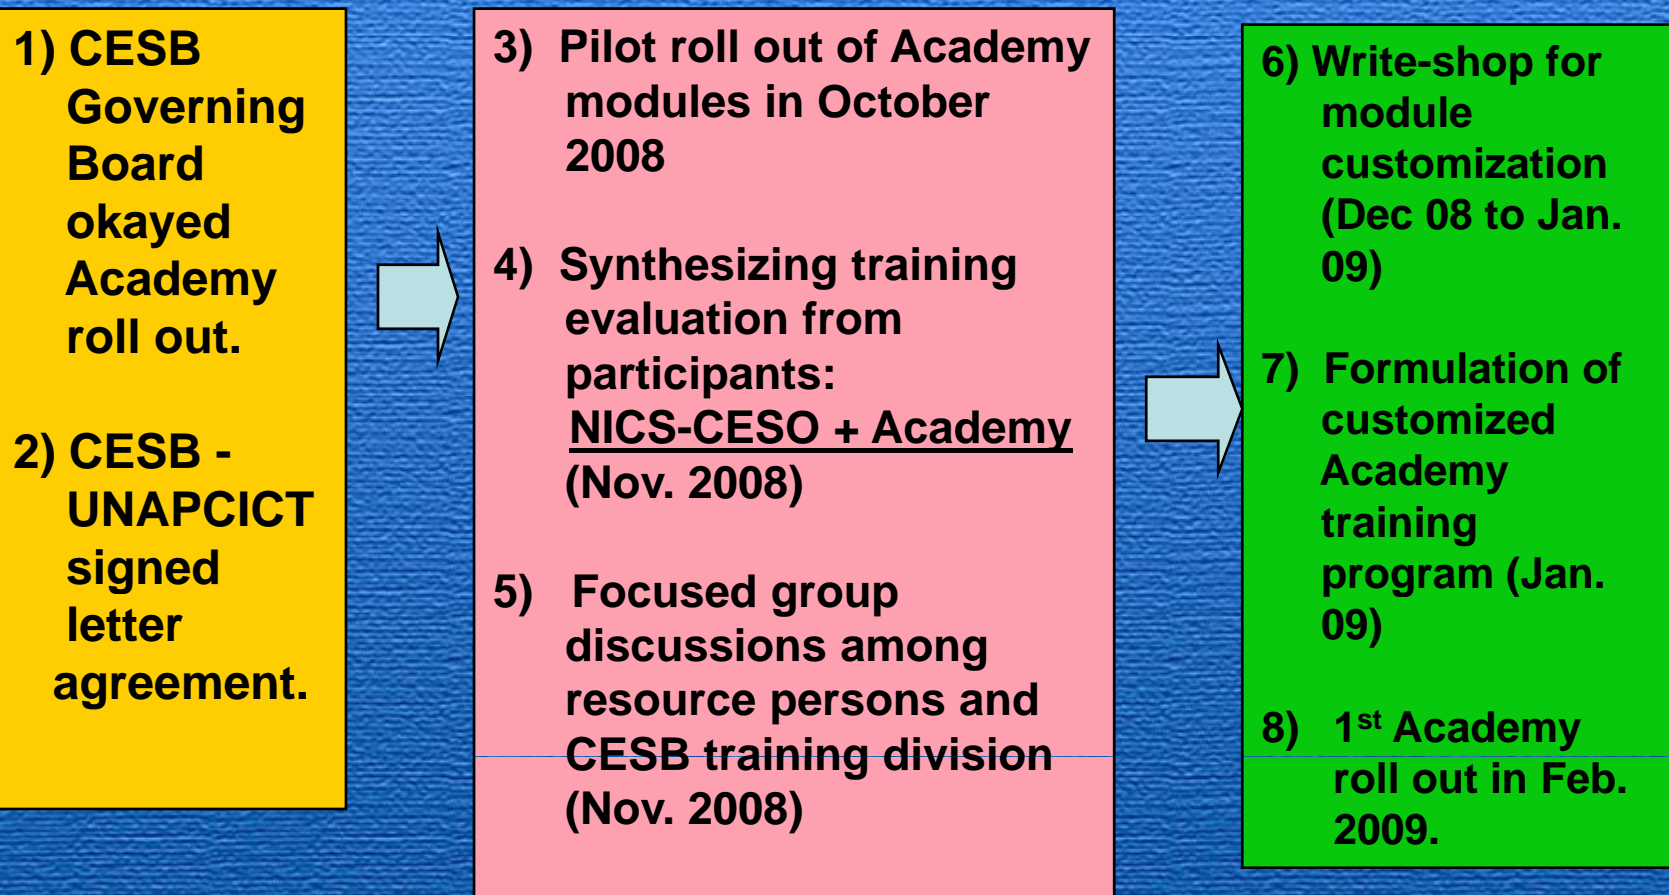 1) CESB
Governing
Board
okayed
Academy
roll out.
2) CESB -
UNAPCICT
signed
letter
agreement.
3) Pilot roll out of Academy
modules in October
2008
4) Synthesizing training
evaluation from
participants:
NICS-CESO + Academy
(Nov. 2008)
5) Focused group
discussions among
resource persons and
CESB training division
(Nov. 2008)
6) Write-shop for
module
customization
(Dec 08 to Jan.
09)
7) Formulation of
customized
Academy
training
program (Jan.
09)
8) 1st Academy
roll out in Feb.
2009.